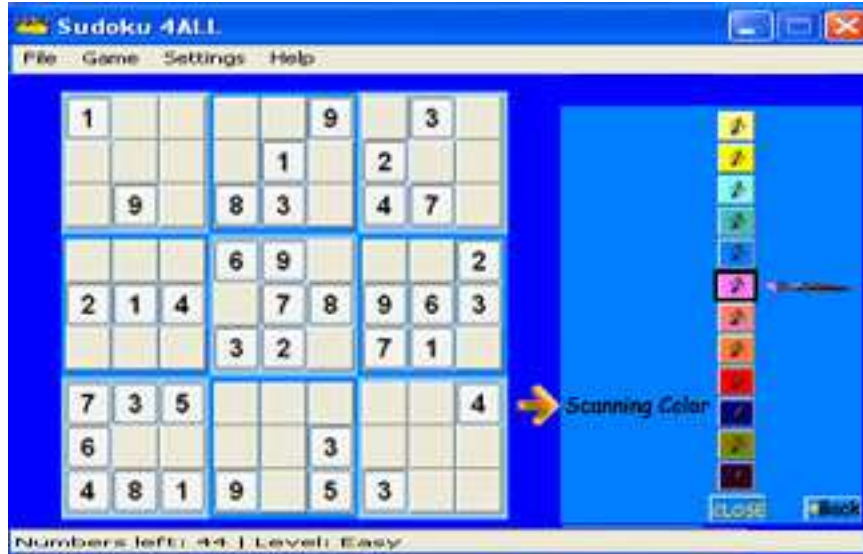 Sudoku 4ALL
File Game Settings Help
1 9 3
1 2
9 8 3 4 7
6 9 2
2 1 4 7 8 9 6 3
3 2 7 1
7 3 5 4
Scanning Color
6 3
4 8 1 9 5 3
CLOSE Back
Numbers left: 44 | Level: Easy